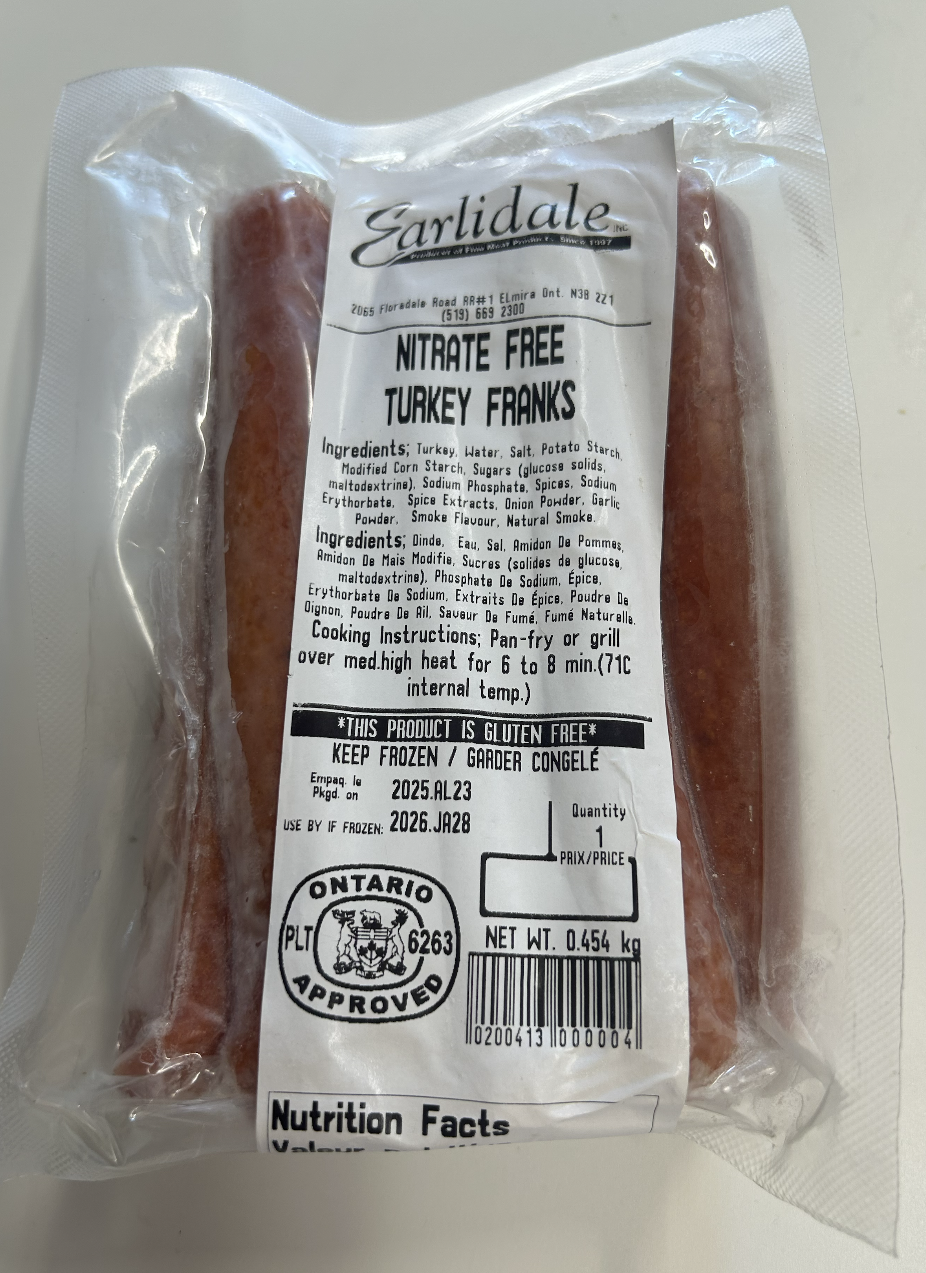 Earlidale INC.
Producer of Fine Meat Products Since 1997
2065 Floradale Road RR#1 ELmira Ont. N3B 2Z1
(519) 669 2300
NITRATE FREE
TURKEY FRANKS
Ingredients; Turkey, Water, Salt, Potato Starch,
Modified Corn Starch, Sugars (glucose solids,
maltodextrine), Sodium Phosphate, Spices, Sodium
Erythorbate, Spice Extracts, Onion Powder, Garlic
Powder, Smoke Flavour, Natural Smoke.
Ingredients; Dinde, Eau, Sal, Amidon De Pommes,
Amidon De Mais Modifie, Sucres (solides de glucose,
maltodextrine), Phosphate De Sodium, Épice,
Erythorbate De Sodium, Extraits De Épice, Poudre De
Oignon, Poudre De Ail, Saveur De Fumé, Fumé Naturelle.
Cooking Instructions; Pan-fry or grill
over med.high heat for 6 to 8 min.(71C
internal temp.)
*THIS PRODUCT IS GLUTEN FREE*
KEEP FROZEN / GARDER CONGELÉ
Empaq. le
Pkgd. on 2025.AL23
USE BY IF FROZEN: 2026.JA28
Quantity
1
PRIX/PRICE
ONTARIO
PLT 6263
APPROVED
NET WT. 0.454 kg
0200413 000004
Nutrition Facts
Valeur